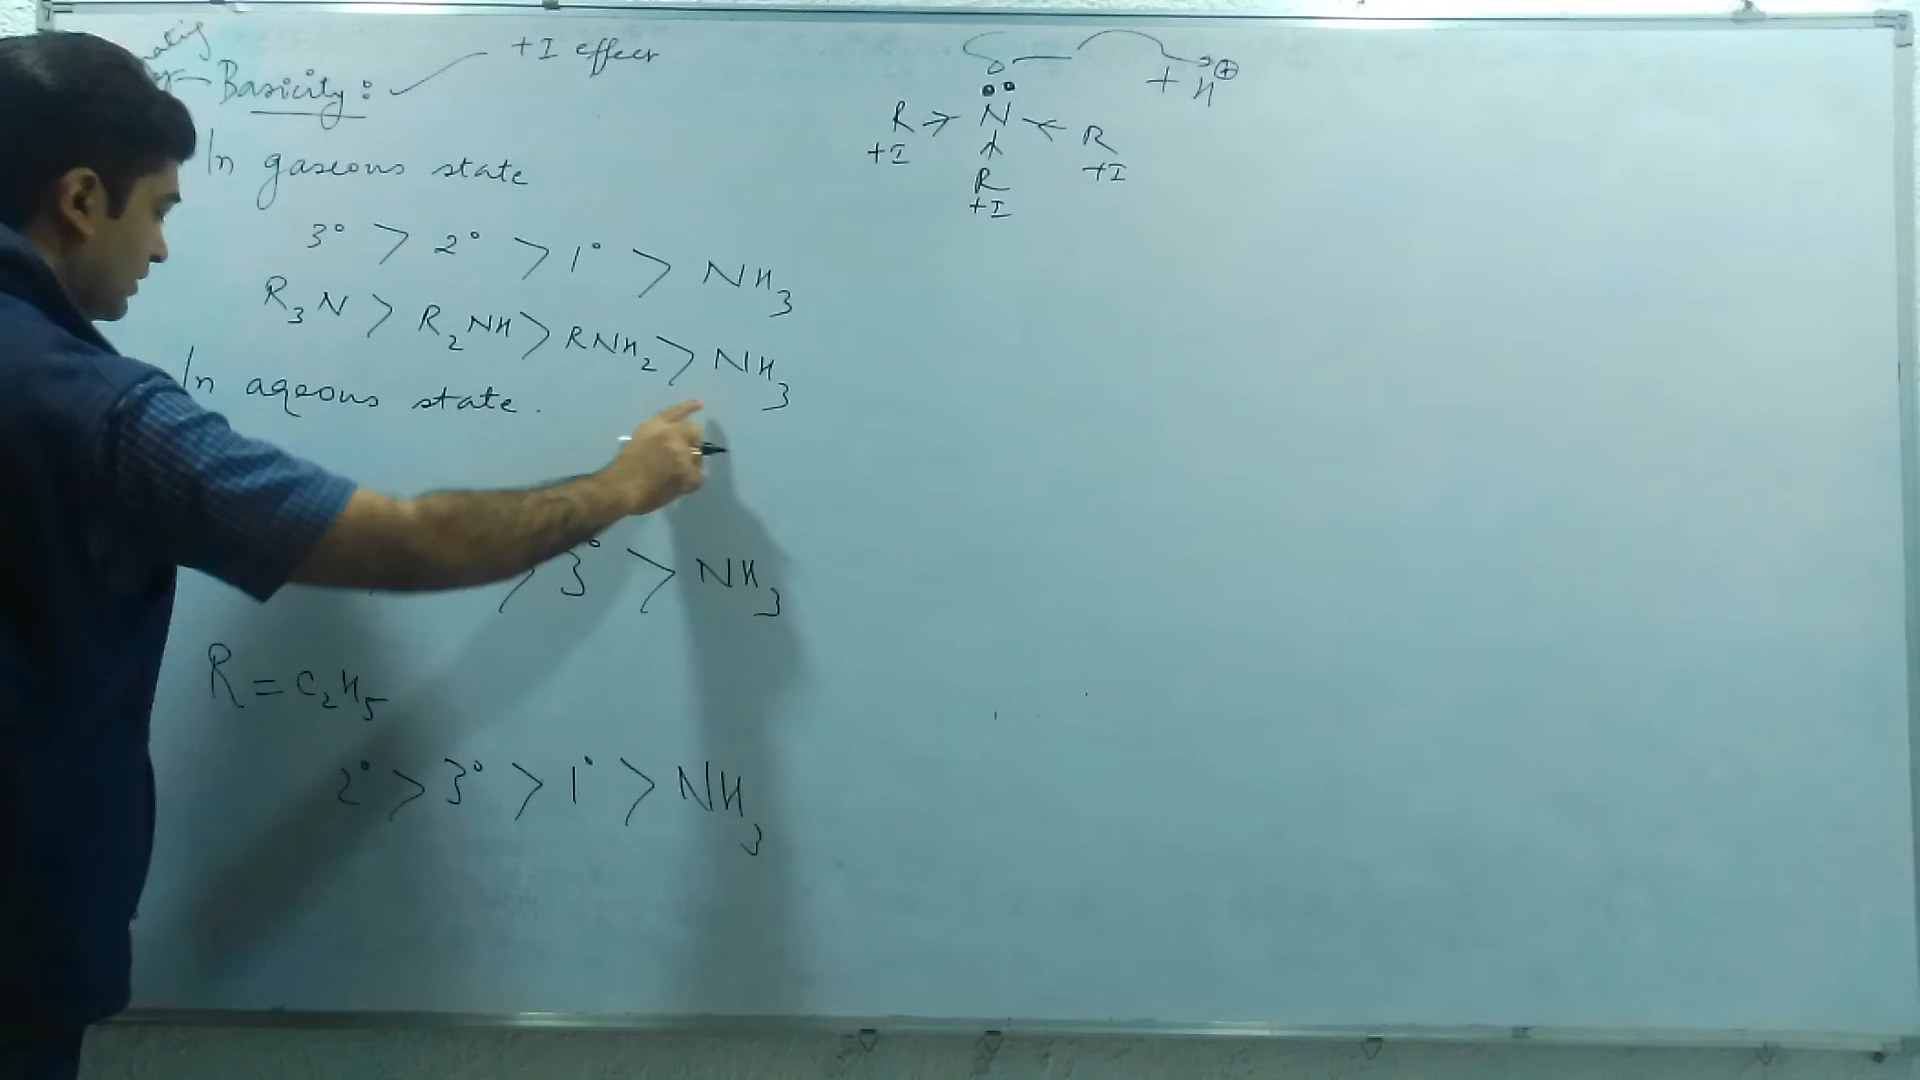 Basicity:
+I effect
In gaseous state
3° > 2° > 1° > NH3
R3N > R2NH > RNH2 > NH3
In aqeous state.
> 3° > NH3
R = C2H5
2° > 3° > 1° > NH3
+ H⊕
R → N ← R
+I +I
R
+I